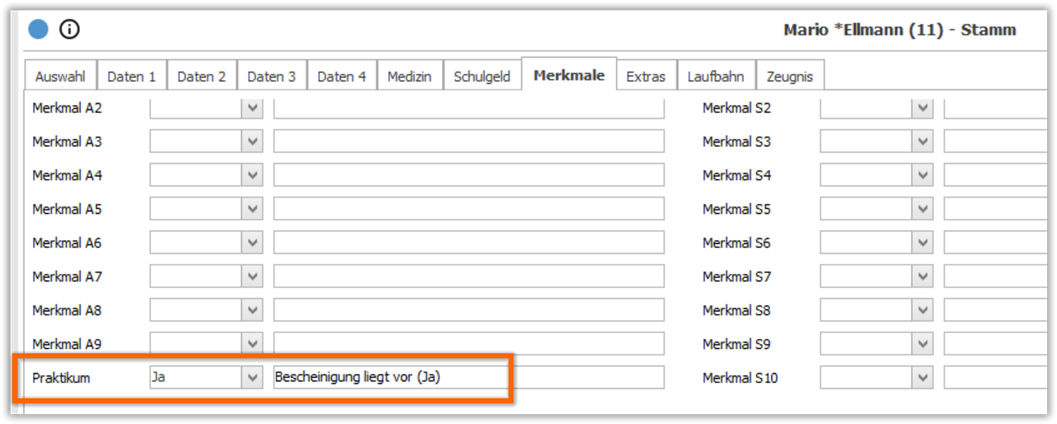 Mario *Ellmann (11) - Stamm
Auswahl Daten 1 Daten 2 Daten 3 Daten 4 Medizin Schulgeld Merkmale Extras Laufbahn Zeugnis
Merkmal A2 Merkmal S2
Merkmal A3 Merkmal S3
Merkmal A4 Merkmal S4
Merkmal A5 Merkmal S5
Merkmal A6 Merkmal S6
Merkmal A7 Merkmal S7
Merkmal A8 Merkmal S8
Merkmal A9 Merkmal S9
Praktikum Ja Bescheinigung liegt vor (Ja) Merkmal S10